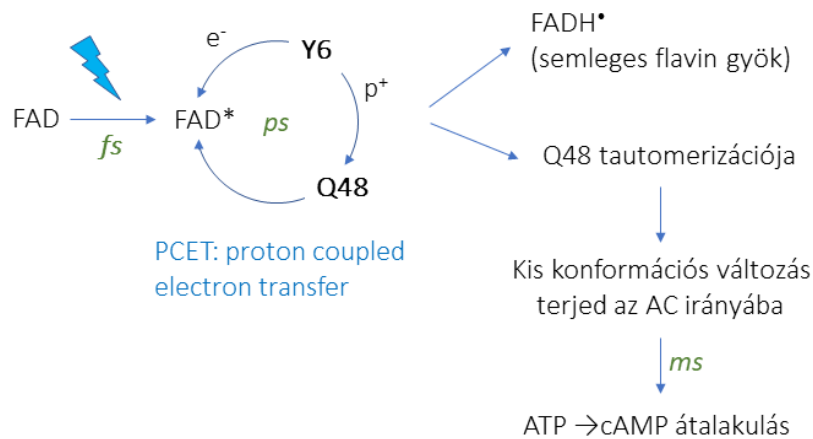 FAD
fs
FAD*
e⁻
Y6
ps
p⁺
Q48
PCET: proton coupled
electron transfer
FADH•
(semleges flavin gyök)
Q48 tautomerizációja
Kis konformációs változás
terjed az AC irányába
ms
ATP →cAMP átalakulás